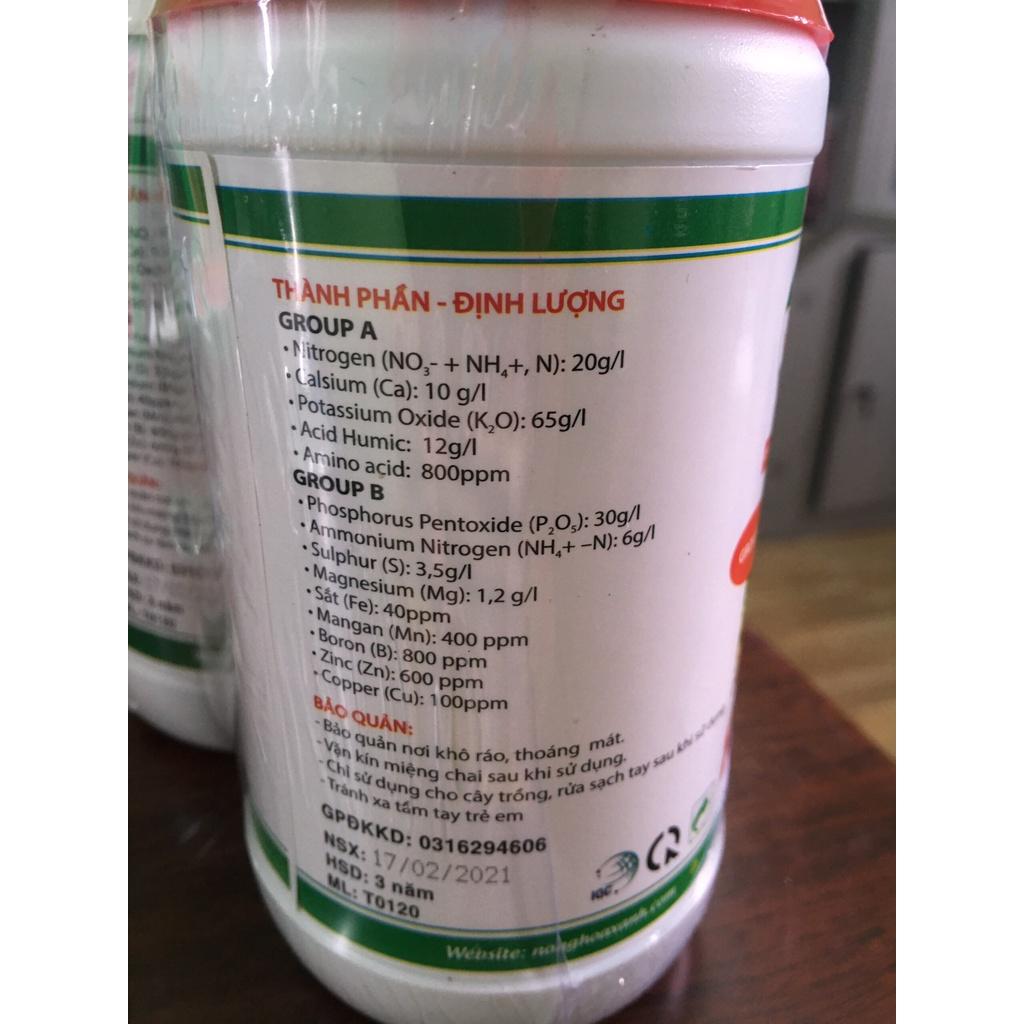 THÀNH PHẦN - ĐỊNH LƯỢNG
GROUP A
• Nitrogen (NO₃- + NH₄+, N): 20g/l
• Calsium (Ca): 10 g/l
• Potassium Oxide (K₂O): 65g/l
• Acid Humic: 12g/l
• Amino acid: 800ppm
GROUP B
• Phosphorus Pentoxide (P₂O₅): 30g/l
• Ammonium Nitrogen (NH₄+ –N): 6g/l
• Sulphur (S): 3,5g/l
• Magnesium (Mg): 1,2 g/l
• Sắt (Fe): 40ppm
• Mangan (Mn): 400 ppm
• Boron (B): 800 ppm
• Zinc (Zn): 600 ppm
• Copper (Cu): 100ppm
BẢO QUẢN:
- Bảo quản nơi khô ráo, thoáng mát.
- Vặn kín miệng chai sau khi sử dụng.
- Chỉ sử dụng cho cây trồng, rửa sạch tay sau khi sử dụng.
- Tránh xa tầm tay trẻ em
GPĐKKD: 0316294606
NSX: 17/02/2021
HSD: 3 năm
ML: T0120
IGC
Website: nonghoaxanh.com